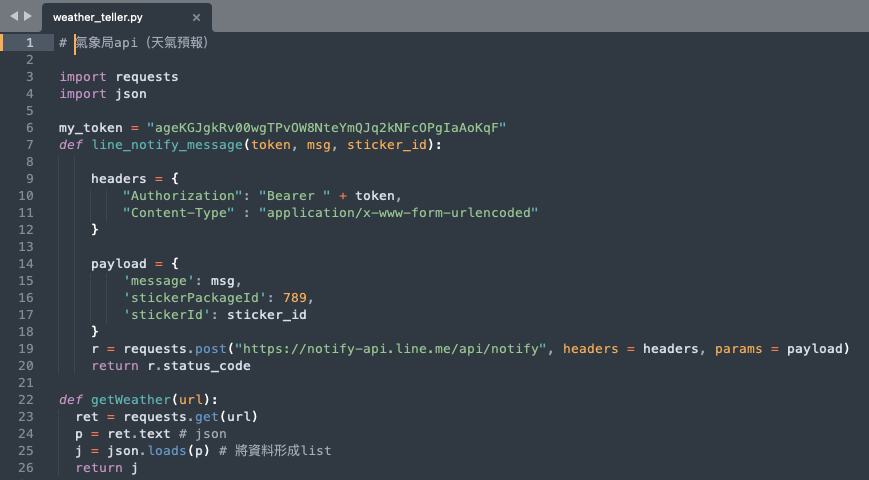 weather_teller.py
1 # 氣象局api (天氣預報)
2
3 import requests
4 import json
5
6 my_token = "ageKGJgkRv00wgTPvOW8NteYmQJq2kNFcOPgIaAoKqF"
7 def line_notify_message(token, msg, sticker_id):
8
9     headers = {
10         "Authorization": "Bearer " + token,
11         "Content-Type" : "application/x-www-form-urlencoded"
12     }
13
14     payload = {
15         'message': msg,
16         'stickerPackageId': 789,
17         'stickerId': sticker_id
18     }
19     r = requests.post("https://notify-api.line.me/api/notify", headers = headers, params = payload)
20     return r.status_code
21
22 def getWeather(url):
23   ret = requests.get(url)
24   p = ret.text # json
25   j = json.loads(p) # 將資料形成list
26   return j